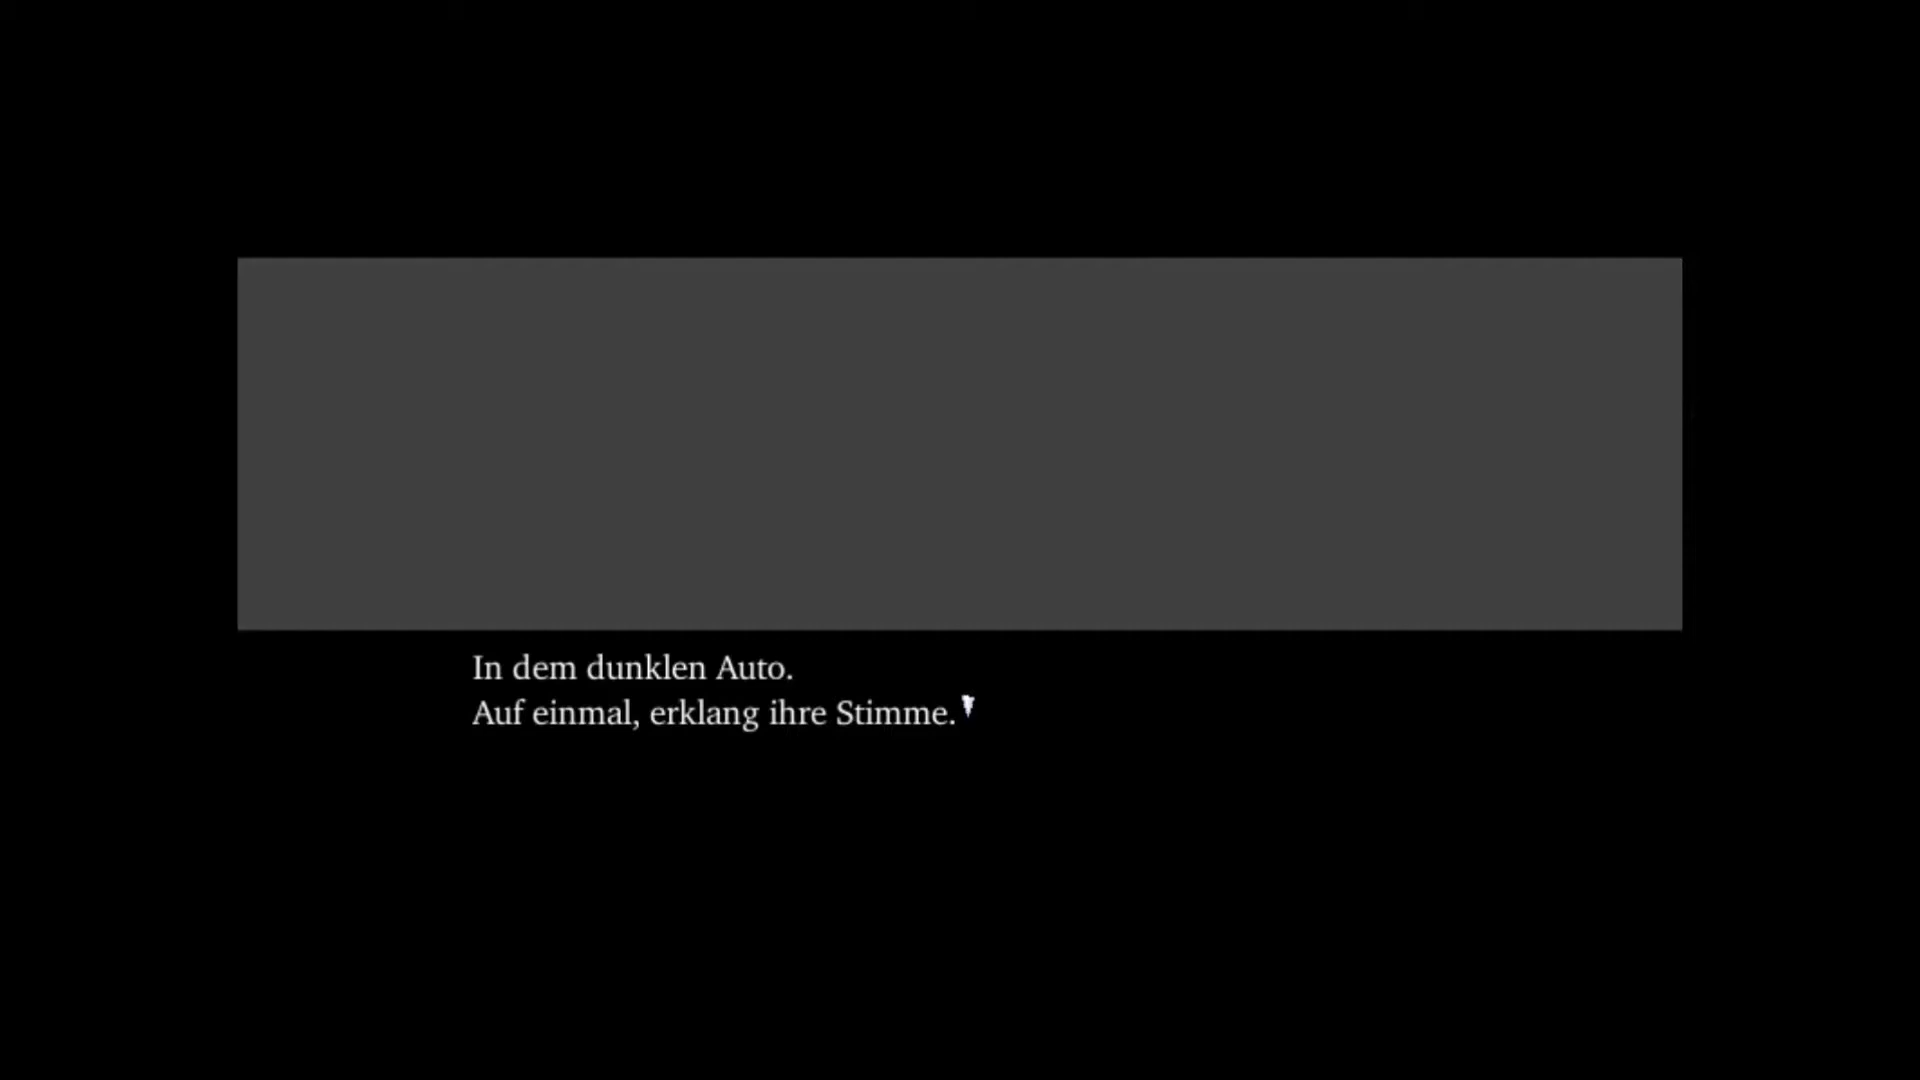 In dem dunklen Auto.
Auf einmal, erklang ihre Stimme.